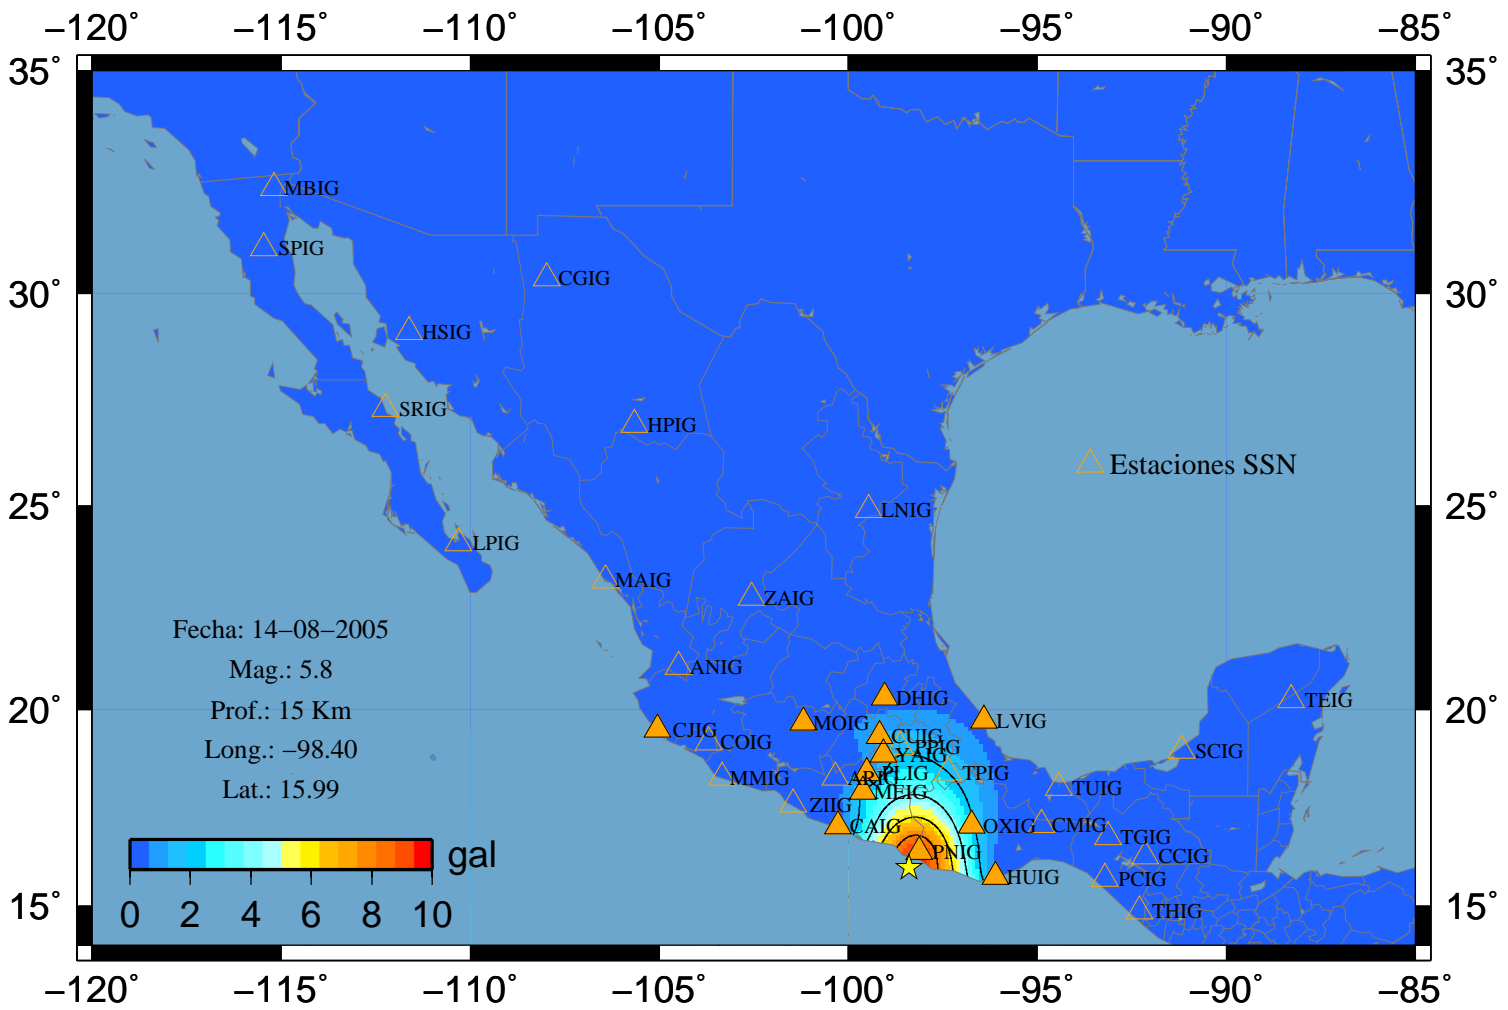 −120˚ −115˚ −110˚ −105˚ −100˚ −95˚ −90˚ −85˚
35˚ 35˚
MBIG
SPIG
CGIG
30˚ 30˚
HSIG
SRIG
HPIG
Estaciones SSN
25˚ 25˚
LNIG
LPIG
MAIG
ZAIG
Fecha: 14−08−2005
Mag.: 5.8
ANIG
DHIG
TEIG
20˚ 20˚
Prof.: 15 Km
MOIG
LVIG
CJIG
CUIG
COIG
PPIG
Long.: −98.40
YAIG
SCIG
PLIG
TPIG
MMIG
Lat.: 15.99
MEIG
TUIG
ZIIG
CAIG
OXIG
CMIG
TGIG
PNIG
gal
CCIG
HUIG
PCIG
15˚ 15˚
THIG
0 2 4 6 8 10
−120˚ −115˚ −110˚ −105˚ −100˚ −95˚ −90˚ −85˚